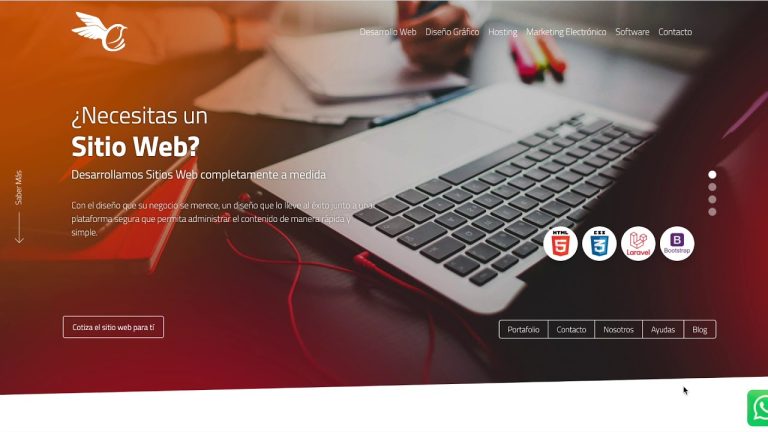 Desarrollo Web Diseño Gráfico Hosting Marketing Electrónico Software Contacto
¿Necesitas un
Sitio Web?
Desarrollamos Sitios Web completamente a medida
Saber Más
Con el diseño que su negocio se merece, un diseño que lo lleve al éxito junto a una
plataforma segura que permita administrar el contenido de manera rápida y
simple.
HTML
5
CSS
3
Laravel
B
Bootstrap
Cotiza el sitio web para tí
Portafolio Contacto Nosotros Ayudas Blog